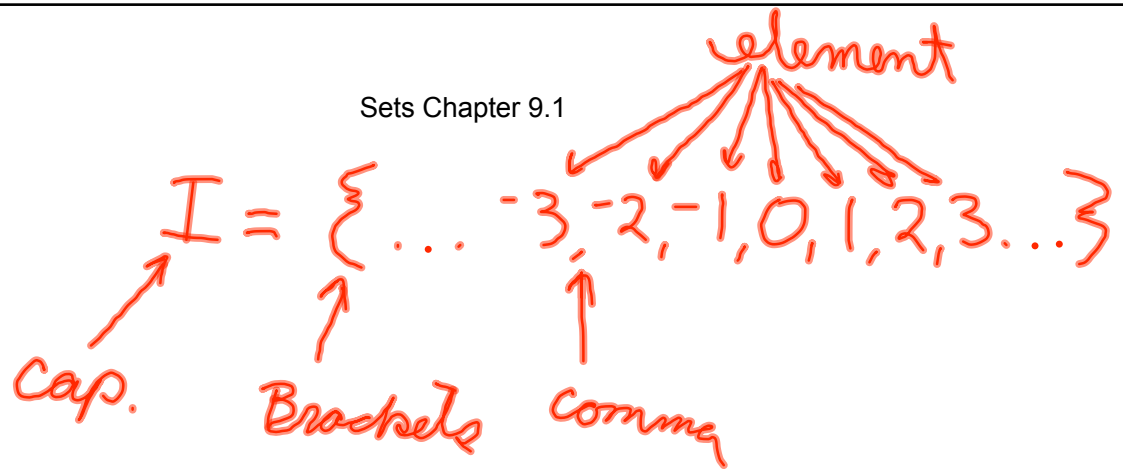 element
Sets Chapter 9.1
I = { ... -3, -2, -1, 0, 1, 2, 3 ... }
Cap.
Brackets
Comma